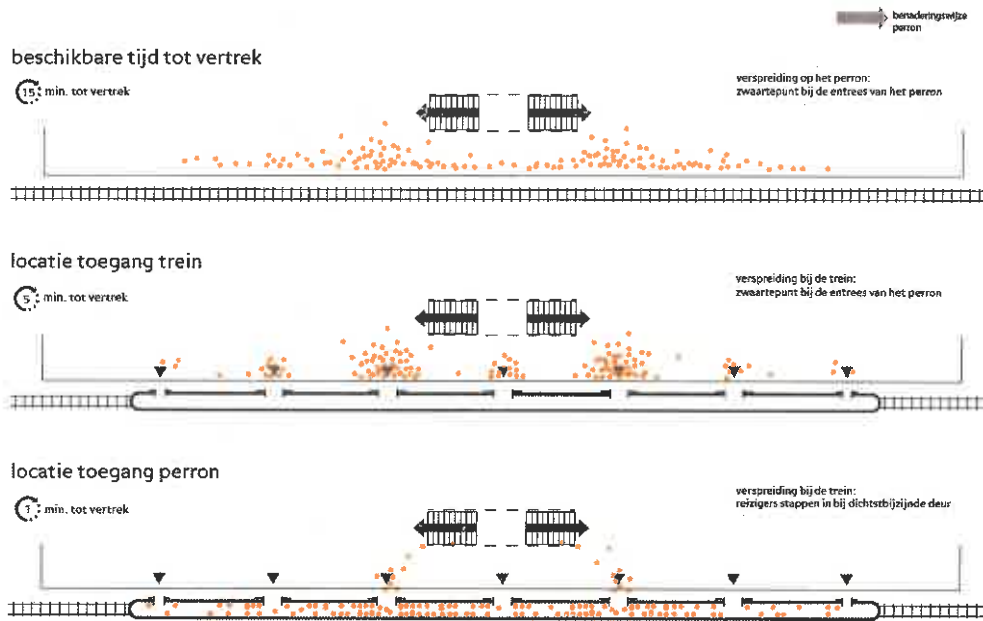 benaderingswijze
perron
beschikbare tijd tot vertrek
15 min. tot vertrek
verspreiding op het perron:
zwaartepunt bij de entrees van het perron
locatie toegang trein
5 min. tot vertrek
verspreiding bij de trein:
zwaartepunt bij de entrees van het perron
locatie toegang perron
1 min. tot vertrek
verspreiding bij de trein:
reizigers stappen in bij dichtstbijzijnde deur